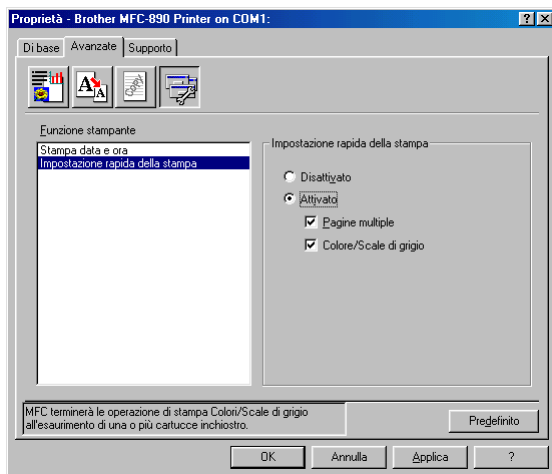 Proprietà - Brother MFC-890 Printer on COM1:
Di base Avanzate Supporto
Funzione stampante
Stampa data e ora
Impostazione rapida della stampa
Impostazione rapida della stampa
Disattivato
Attivato
Pagine multiple
Colore/Scale di grigio
MFC terminerà le operazione di stampa Colori/Scale di grigio
all'esaurimento di una o più cartucce inchiostro.
Predefinito
OK Annulla Applica ?